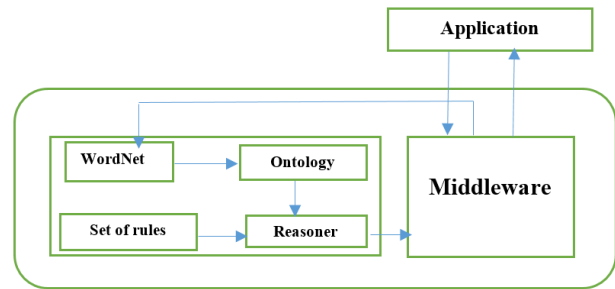 Application
WordNet
Ontology
Middleware
Set of rules
Reasoner